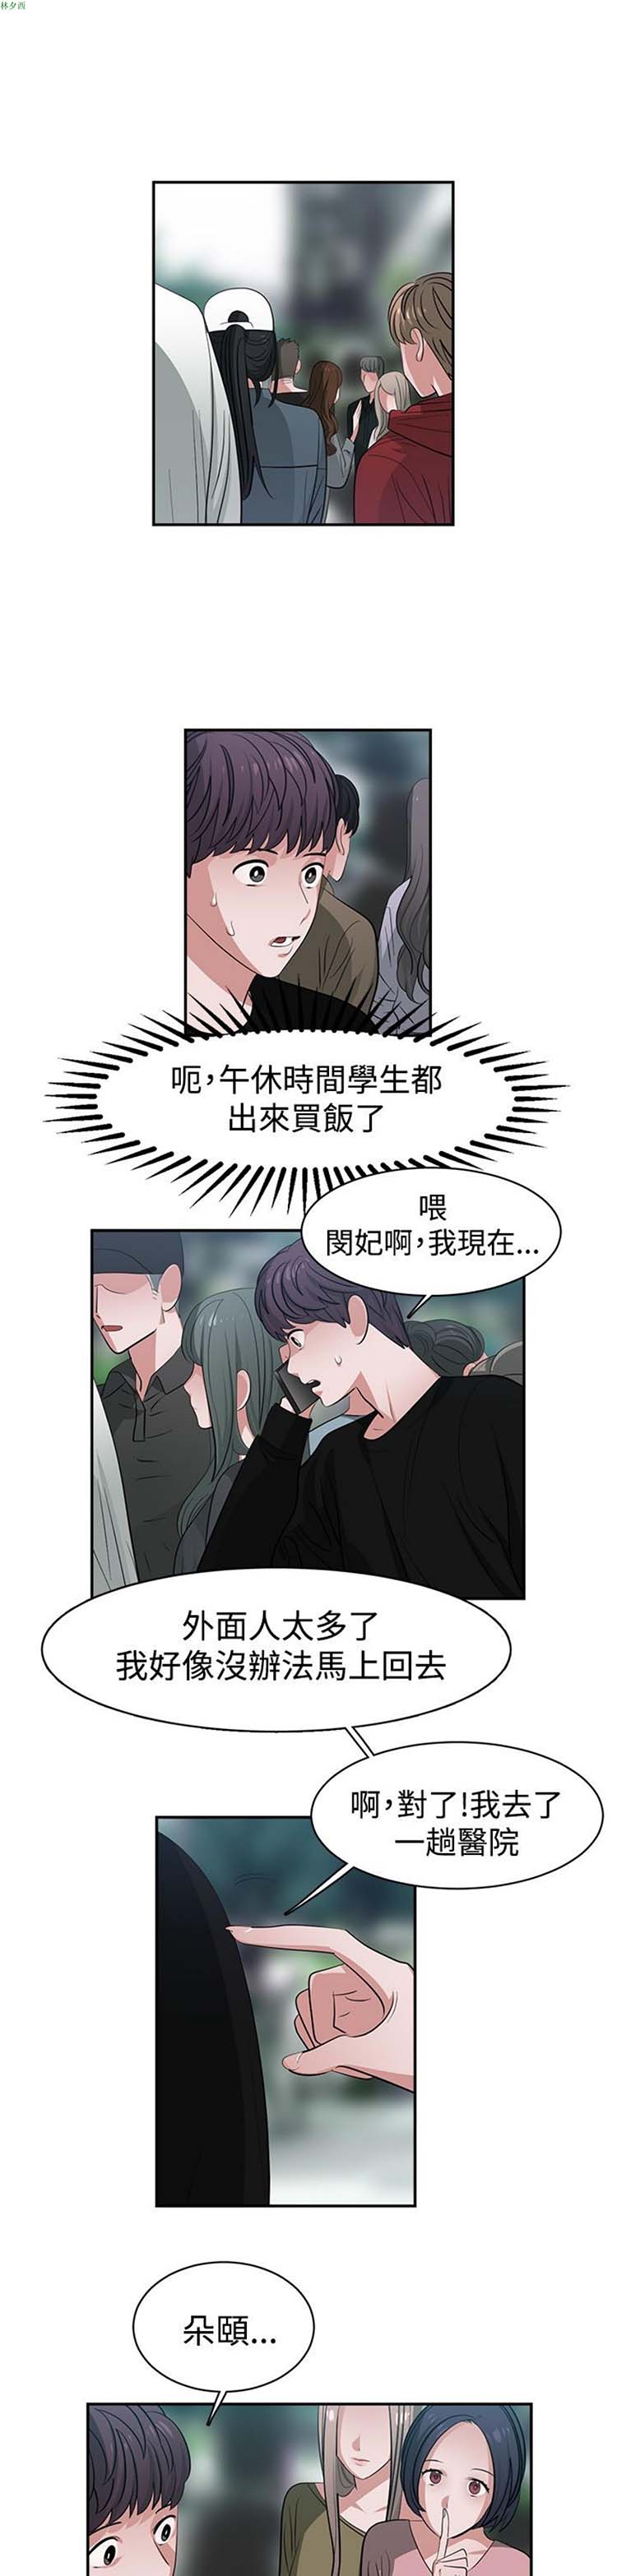 林夕西
呃,午休時間學生都
出來買飯了
喂
閔妃啊,我現在...
外面人太多了
我好像沒辦法馬上回去
啊,對了!我去了
一趟醫院
朵頤...